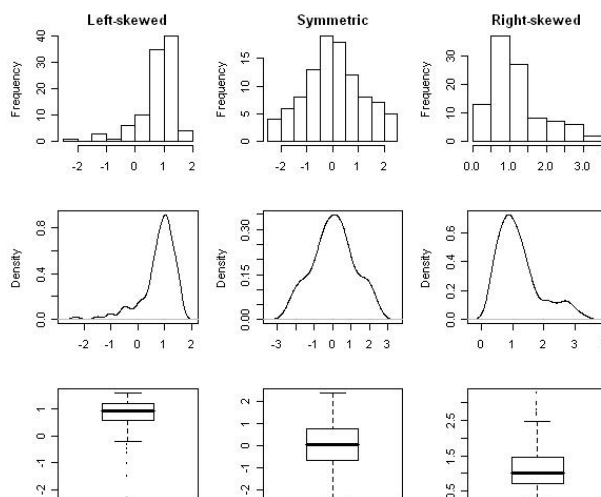 Left-skewed Symmetric Right-skewed
Frequency
0 10 20 30 40
-2 -1 0 1 2
Frequency
0 5 10 15
-2 -1 0 1 2
Frequency
0 10 20 30
0.0 1.0 2.0 3.0
Density
0.0 0.4 0.8
-2 -1 0 1 2
Density
0.00 0.15 0.30
-3 -1 0 1 2 3
Density
0.0 0.2 0.4 0.6
0 1 2 3
-2 -1 0 1
-2 -1 0 1 2
0.5 1.5 2.5